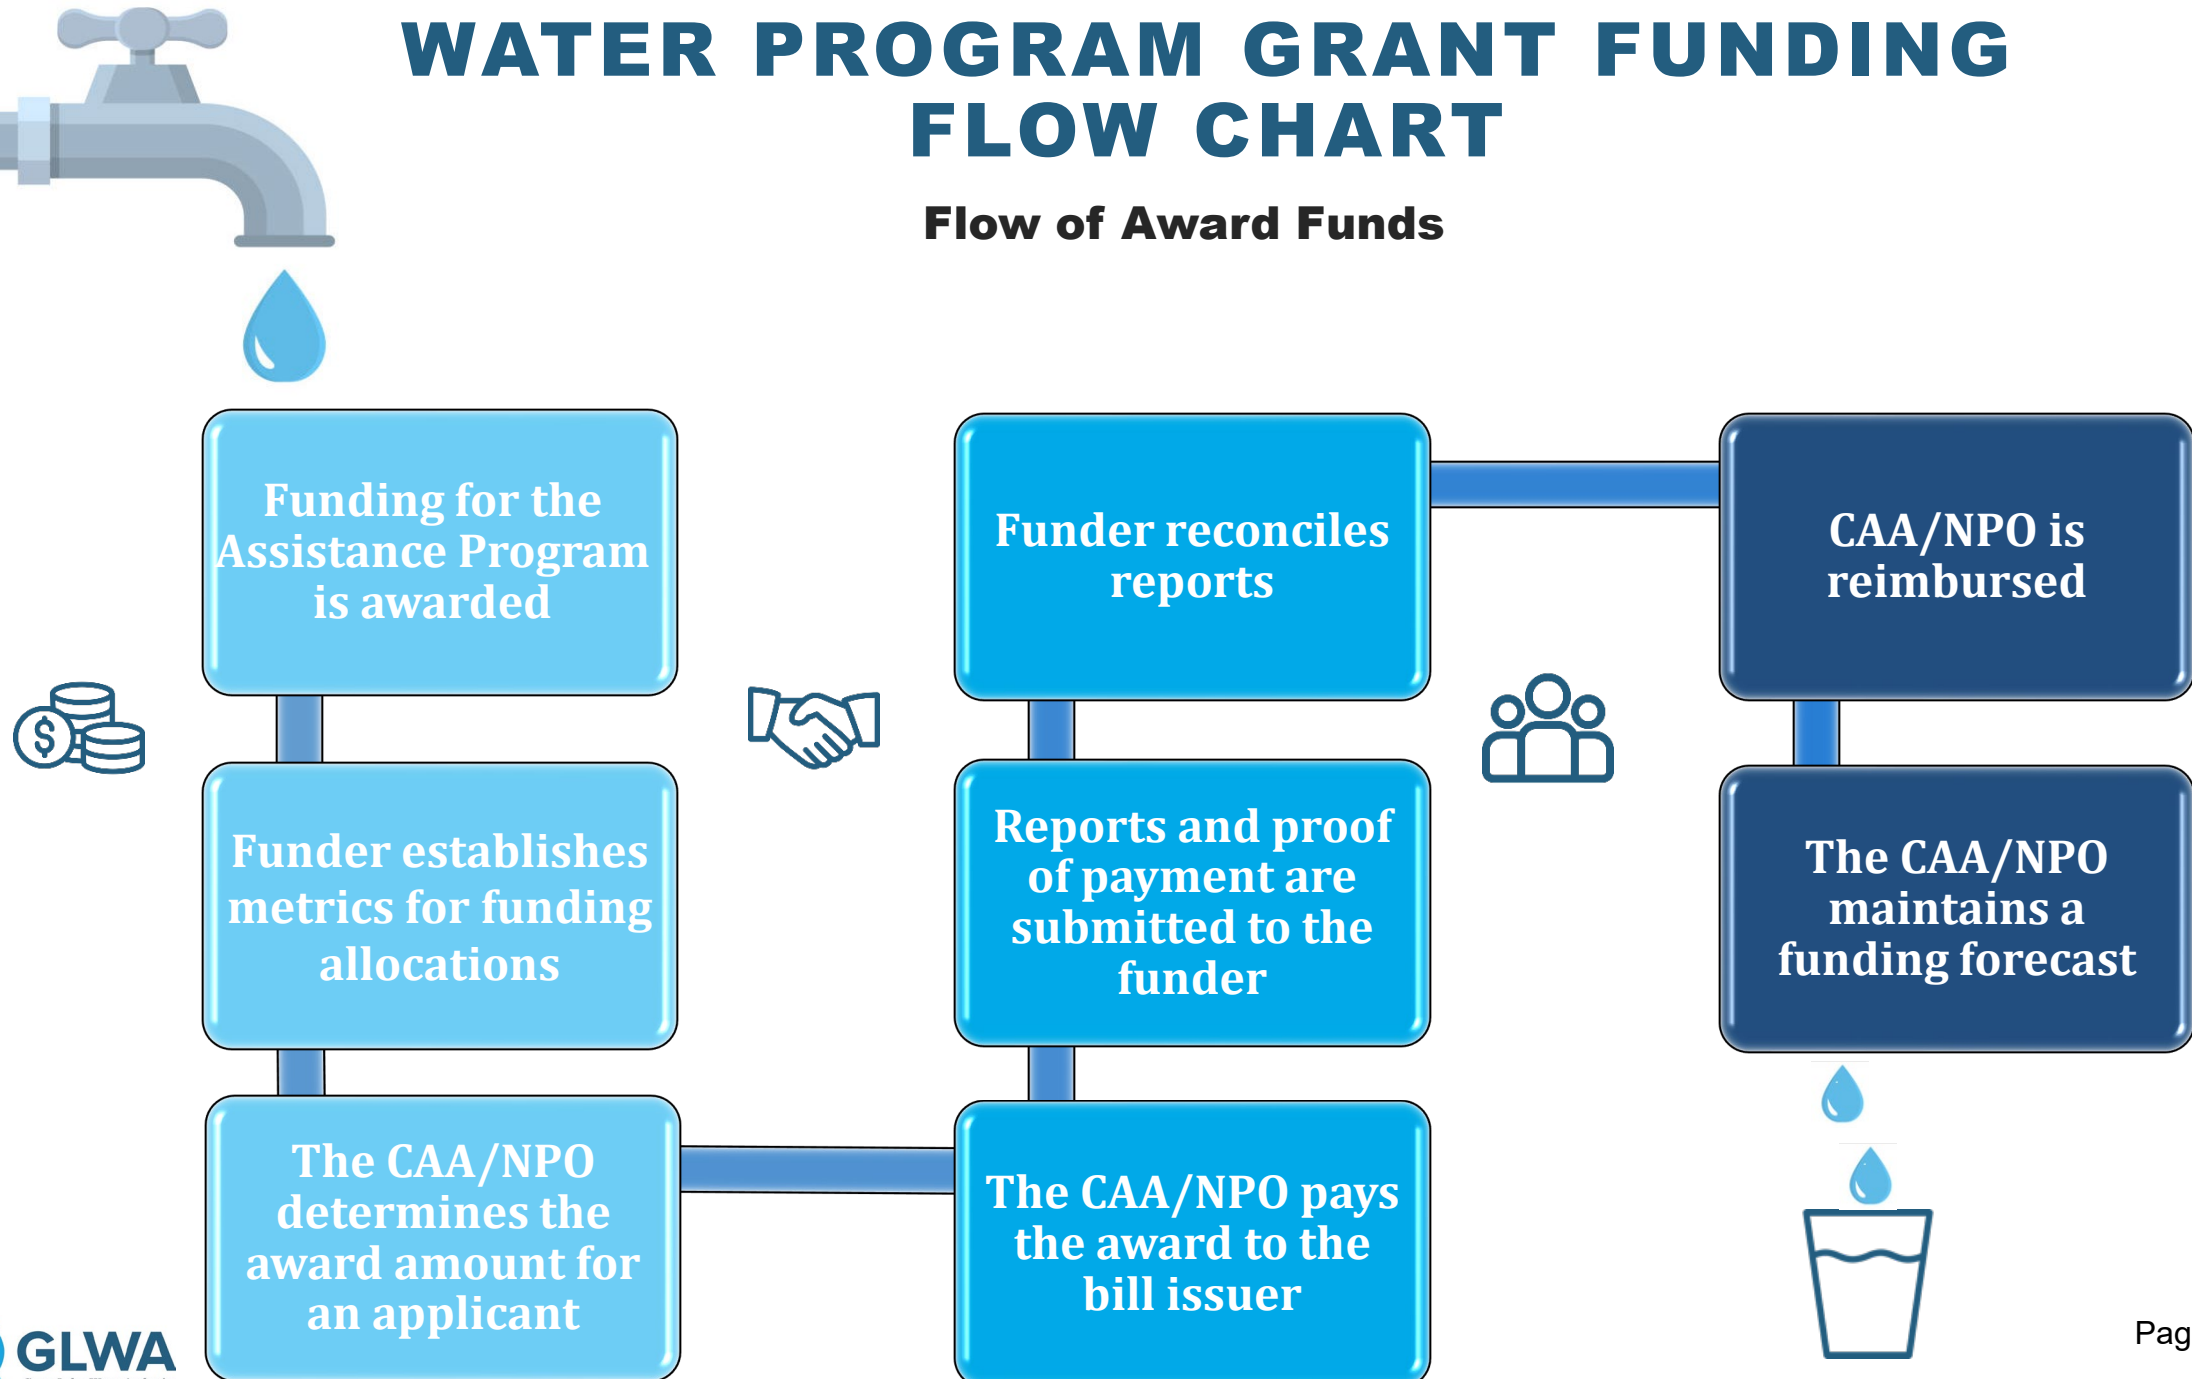 WATER PROGRAM GRANT FUNDING
FLOW CHART
Flow of Award Funds
Funding for the
Assistance Program
is awarded
Funder establishes
metrics for funding
allocations
The CAA/NPO
determines the
award amount for
an applicant
The CAA/NPO pays
the award to the
bill issuer
Reports and proof
of payment are
submitted to the
funder
Funder reconciles
reports
CAA/NPO is
reimbursed
The CAA/NPO
maintains a
funding forecast
$
GLWA
Pag